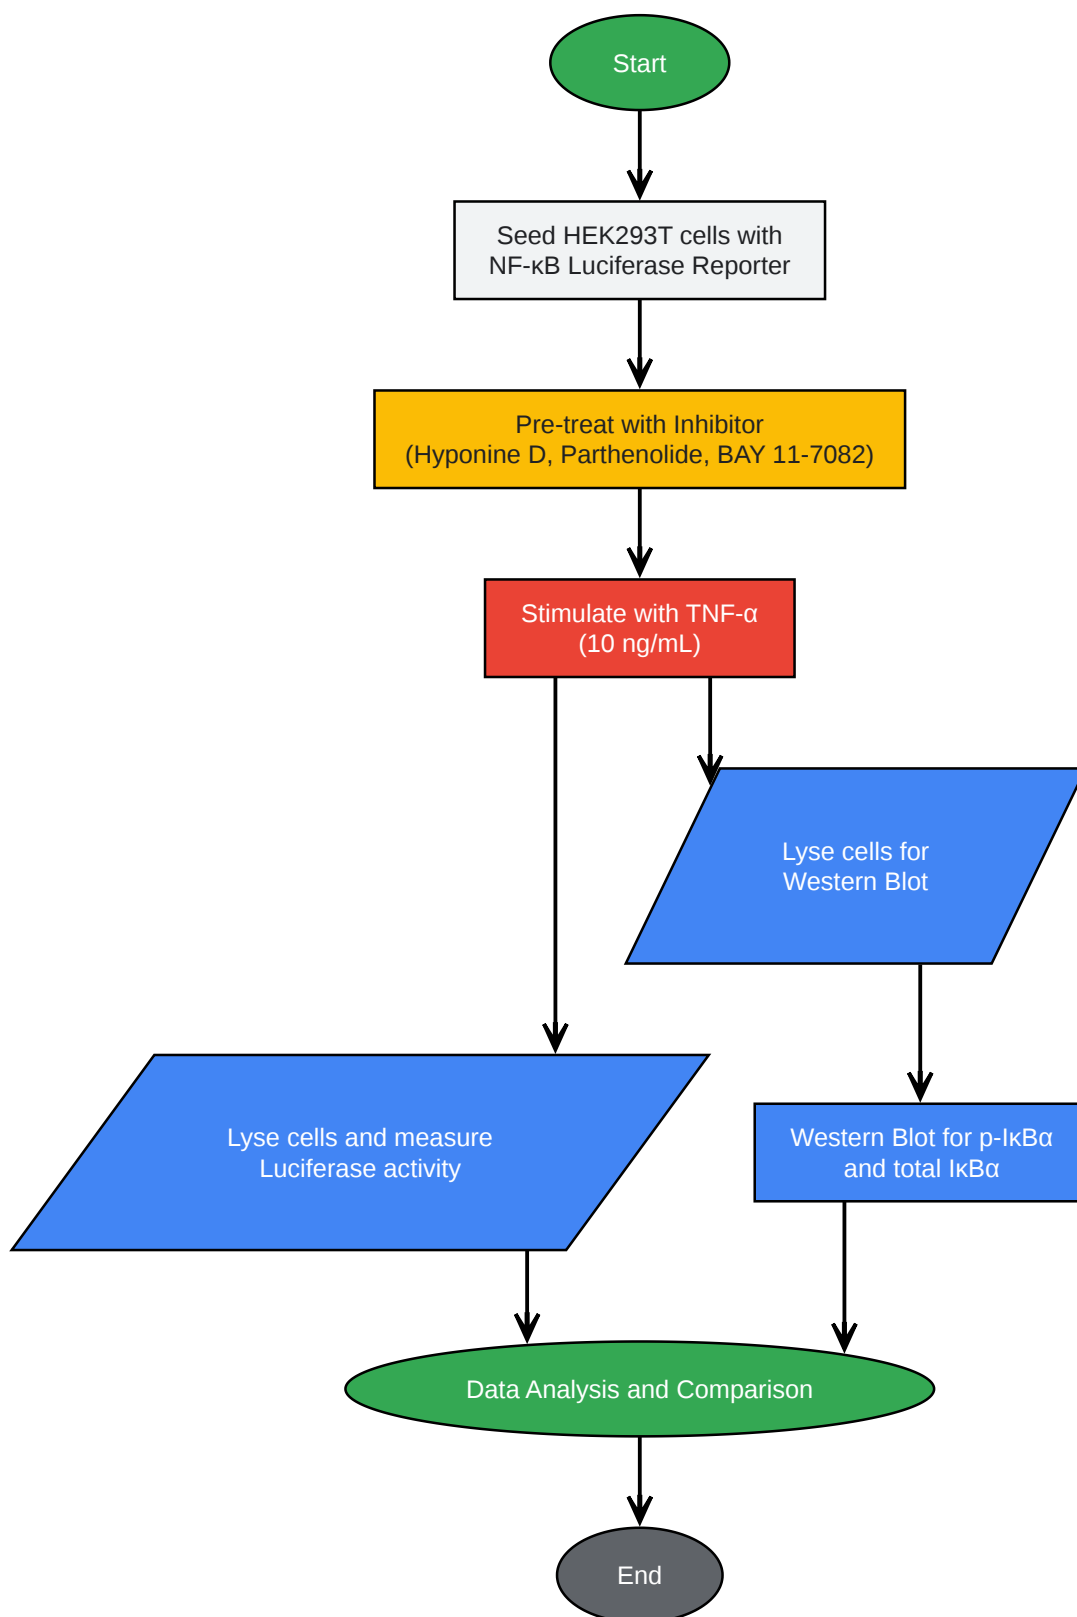 Start
Seed HEK293T cells with
NF-κB Luciferase Reporter
Pre-treat with Inhibitor
(Hyponine D, Parthenolide, BAY 11-7082)
Stimulate with TNF-α
(10 ng/mL)
Lyse cells for
Western Blot
Lyse cells and measure
Luciferase activity
Western Blot for p-IκBα
and total IκBα
Data Analysis and Comparison
End